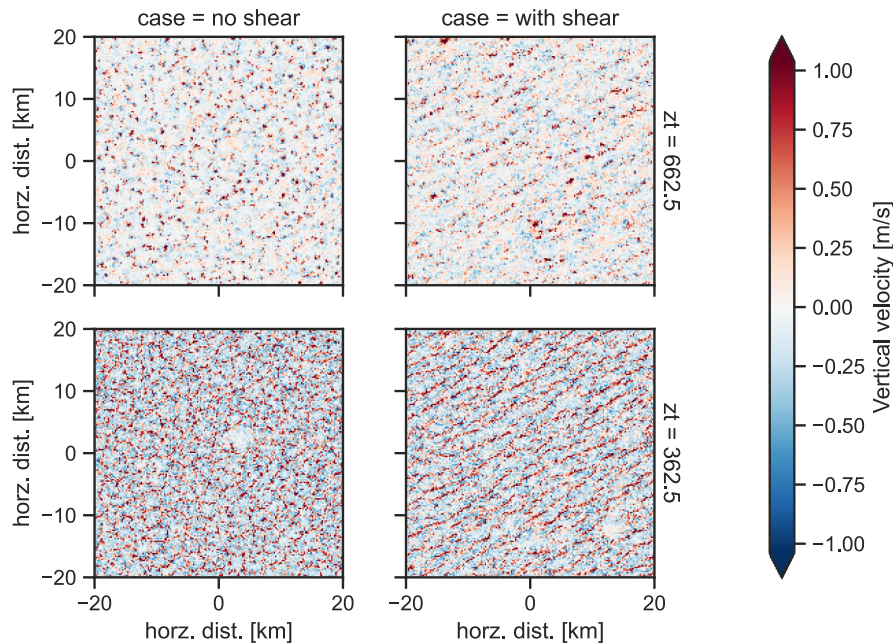 case = no shear
case = with shear
20
10
0
−10
−20
horz. dist. [km]
zt = 662.5
20
10
0
−10
−20
horz. dist. [km]
zt = 362.5
−20
0
20
−20
0
20
horz. dist. [km]
horz. dist. [km]
1.00
0.75
0.50
0.25
0.00
−0.25
−0.50
−0.75
−1.00
Vertical velocity [m/s]